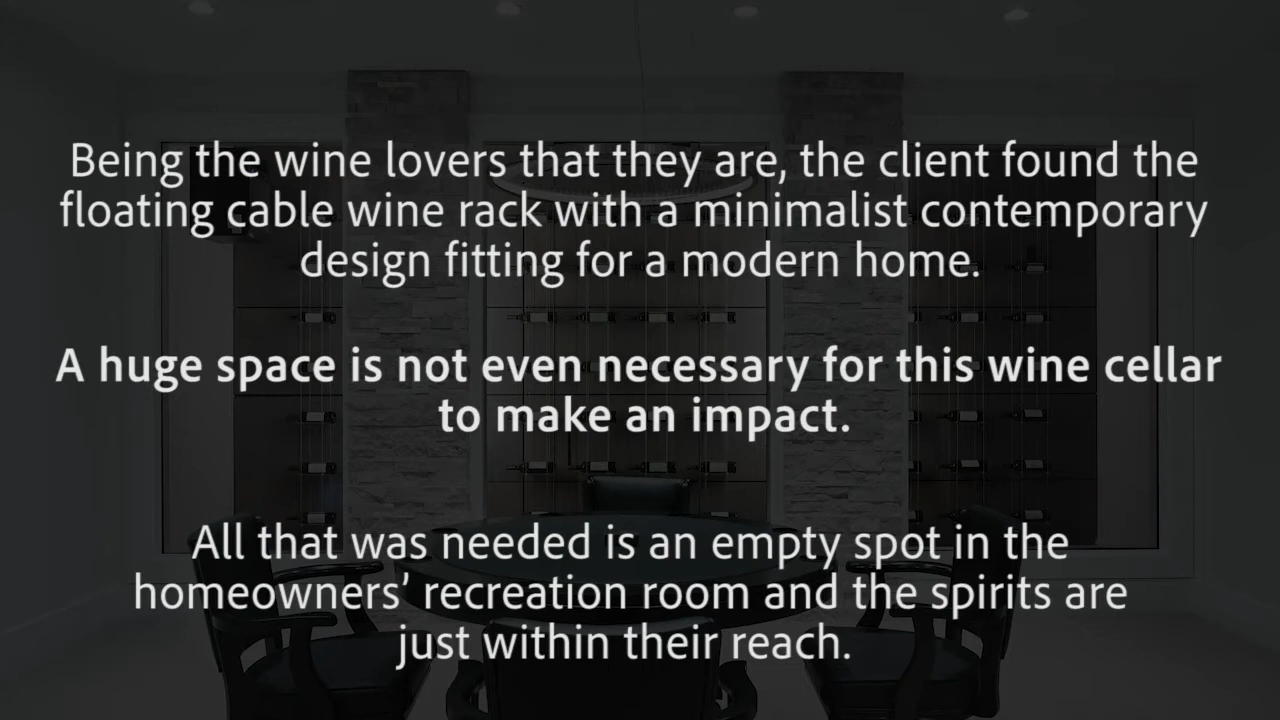 Being the wine lovers that they are, the client found the
floating cable wine rack with a minimalist contemporary
design fitting for a modern home.
A huge space is not even necessary for this wine cellar
to make an impact.
All that was needed is an empty spot in the
homeowners’ recreation room and the spirits are
just within their reach.